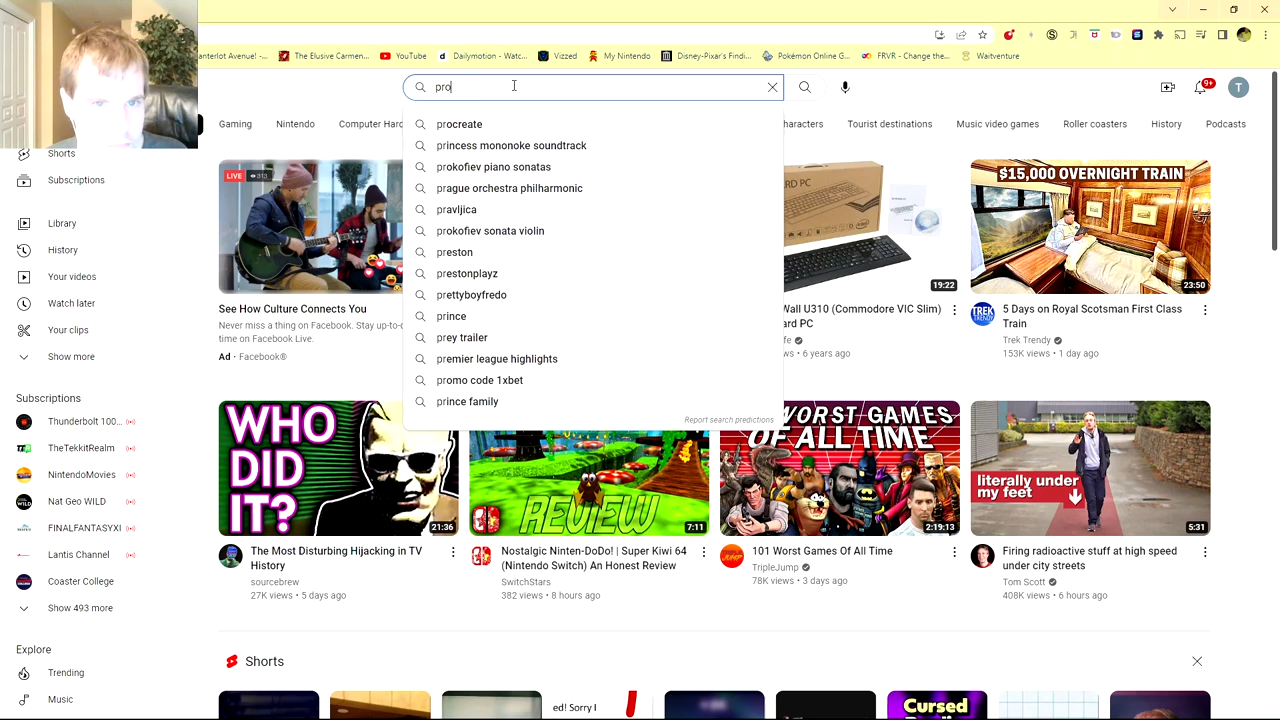 anterlot Avenue! -...
The Elusive Carmen...
YouTube
Dailymotion - Watc...
Vizzed
My Nintendo
Disney-Pixar's Findi...
Pokémon Online G...
FRVR - Change the...
Waitventure
pro
9+
T
Gaming
Nintendo
Computer Hard
haracters
Tourist destinations
Music video games
Roller coasters
History
Podcasts
procreate
princess mononoke soundtrack
prokofiev piano sonatas
prague orchestra philharmonic
pravljica
prokofiev sonata violin
preston
prestonplayz
prettyboyfredo
prince
prey trailer
premier league highlights
promo code 1xbet
prince family
Report search predictions
Shorts
Subscriptions
Library
History
Your videos
Watch later
Your clips
Show more
Subscriptions
Thunderbolt 100...
TheTekkitRealm
NintendoMovies
Nat Geo WILD
FINALFANTASYXI
Lantis Channel
Coaster College
Show 493 more
Explore
Trending
Music
LIVE
See How Culture Connects You
Never miss a thing on Facebook. Stay up-to-d
time on Facebook Live.
Ad • Facebook®
RD PC
19:22
Wall U310 (Commodore VIC Slim)
ard PC
fe
ws • 6 years ago
$15,000 OVERNIGHT TRAIN
23:50
TREK TRENDY
5 Days on Royal Scotsman First Class
Train
Trek Trendy
153K views • 1 day ago
WHO
DID
IT?
21:36
The Most Disturbing Hijacking in TV
History
sourcebrew
27K views • 5 days ago
REVIEW
7:11
Nostalgic Ninten-DoDo! | Super Kiwi 64
(Nintendo Switch) An Honest Review
SwitchStars
382 views • 8 hours ago
WORST GAMES
OF ALL TIME
2:19:13
TRIPLE JUMP
101 Worst Games Of All Time
TripleJump
78K views • 3 days ago
literally under
my feet
5:31
Firing radioactive stuff at high speed
under city streets
Tom Scott
408K views • 6 hours ago
Shorts
ed! Sorry I
Cursed